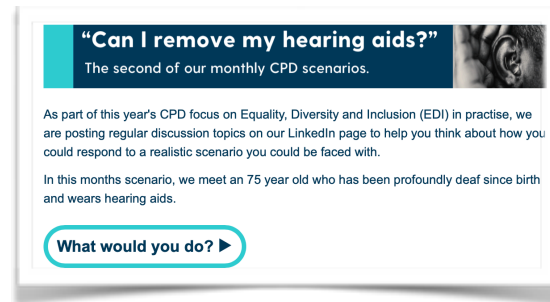 “Can I remove my hearing aids?”
The second of our monthly CPD scenarios.
As part of this year's CPD focus on Equality, Diversity and Inclusion (EDI) in practise, we
are posting regular discussion topics on our LinkedIn page to help you think about how you
could respond to a realistic scenario you could be faced with.
In this months scenario, we meet an 75 year old who has been profoundly deaf since birth
and wears hearing aids.
What would you do? ▶